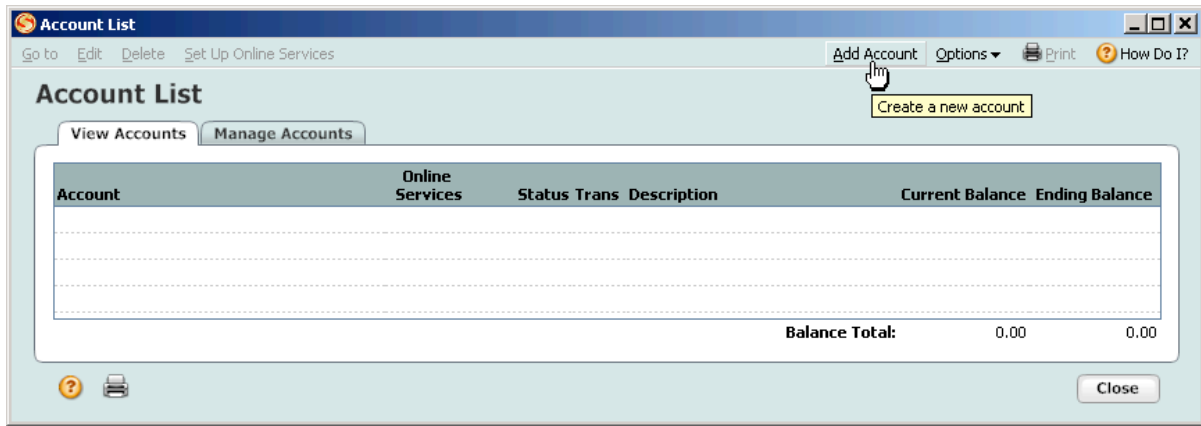 Account List
Go to Edit Delete Set Up Online Services Add Account Options Print How Do I?
Account List
Create a new account
View Accounts Manage Accounts
Online
Account Services Status Trans Description Current Balance Ending Balance
Balance Total: 0.00 0.00
Close